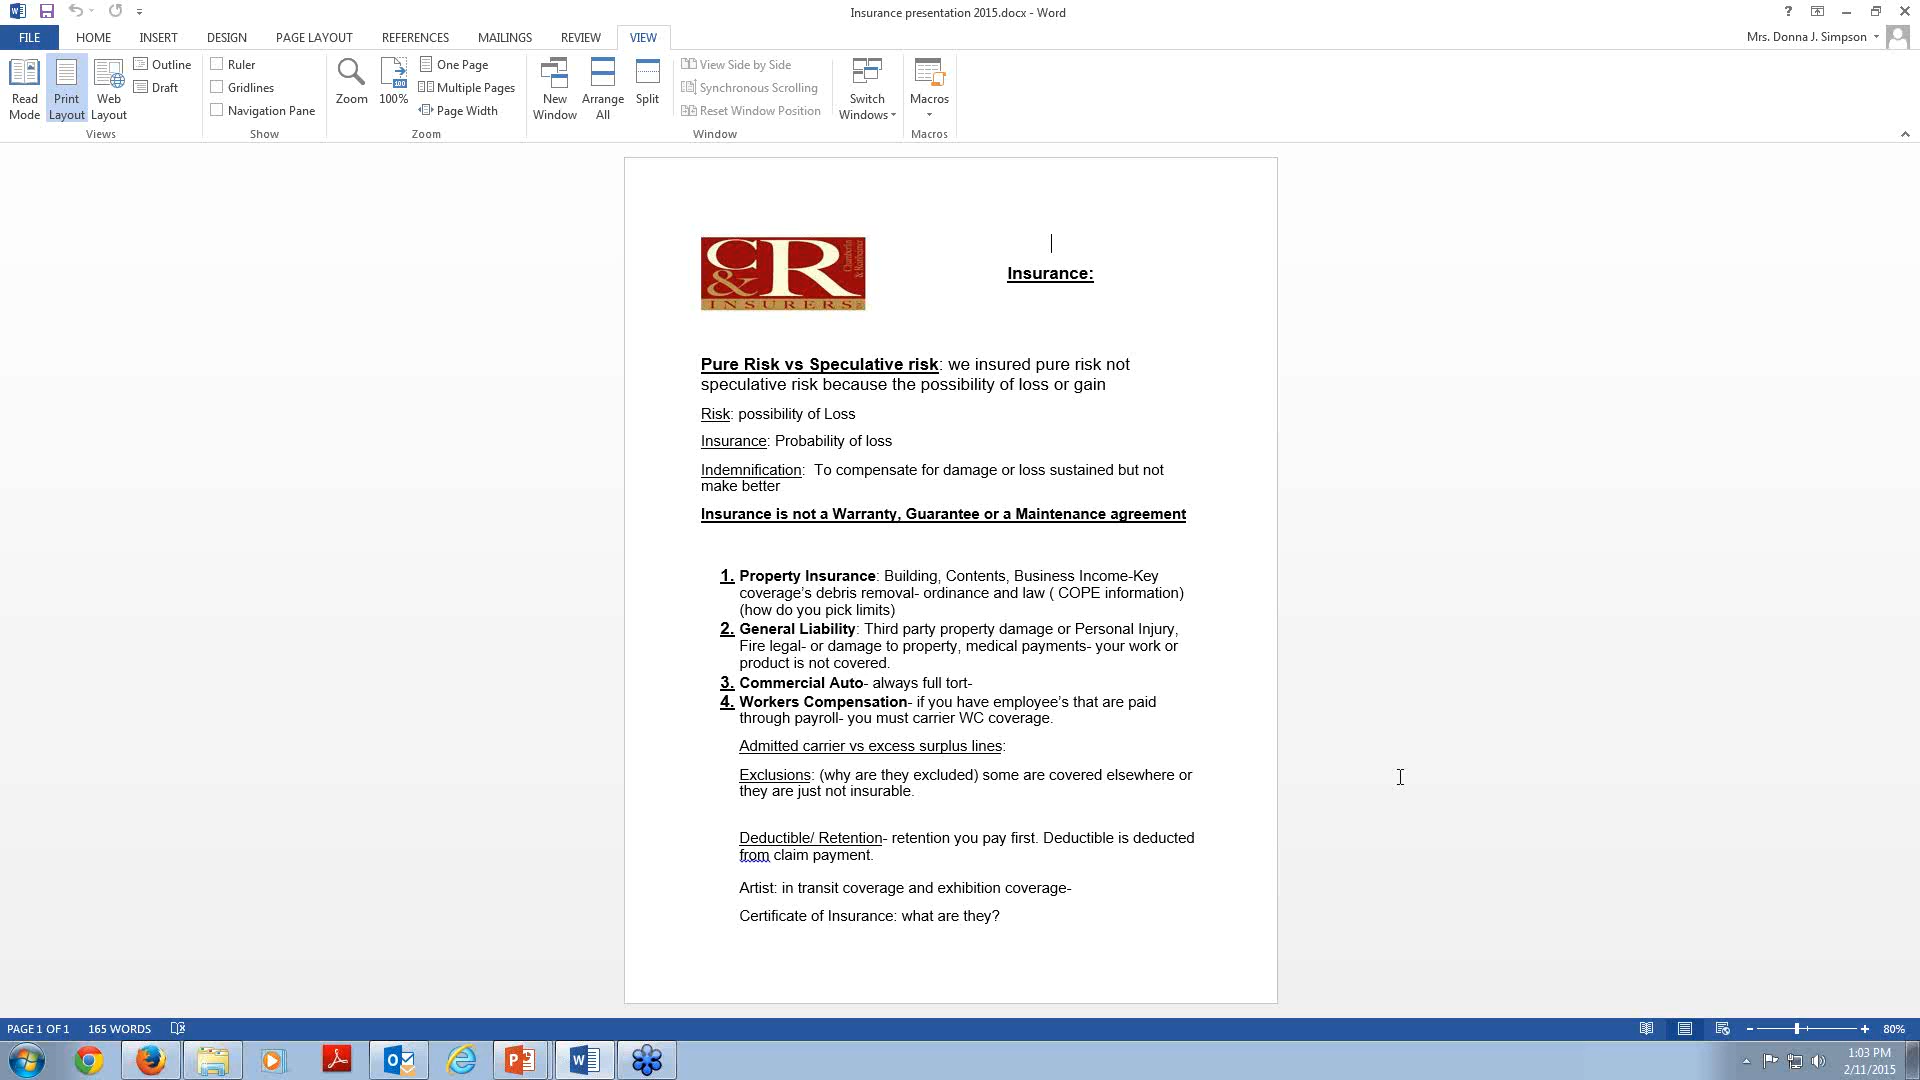 Insurance presentation 2015.docx - Word
?
FILE HOME INSERT DESIGN PAGE LAYOUT REFERENCES MAILINGS REVIEW VIEW
Mrs. Donna J. Simpson
Read Mode
Print Layout
Web Layout
Outline
Draft
Views
Ruler
Gridlines
Navigation Pane
Show
Zoom
100
100%
One Page
Multiple Pages
Page Width
Zoom
New Window
Arrange All
Split
View Side by Side
Synchronous Scrolling
Reset Window Position
Window
Switch Windows
Macros
Macros
C&R
Chamberlin
& Reinheimer
INSURERS
Insurance:
Pure Risk vs Speculative risk: we insured pure risk not
speculative risk because the possibility of loss or gain
Risk: possibility of Loss
Insurance: Probability of loss
Indemnification:  To compensate for damage or loss sustained but not
make better
Insurance is not a Warranty, Guarantee or a Maintenance agreement
1. Property Insurance: Building, Contents, Business Income-Key
coverage’s debris removal- ordinance and law ( COPE information)
(how do you pick limits)
2. General Liability: Third party property damage or Personal Injury,
Fire legal- or damage to property, medical payments- your work or
product is not covered.
3. Commercial Auto- always full tort-
4. Workers Compensation- if you have employee’s that are paid
through payroll- you must carrier WC coverage.
Admitted carrier vs excess surplus lines:
Exclusions: (why are they excluded) some are covered elsewhere or
they are just not insurable.
Deductible/ Retention- retention you pay first. Deductible is deducted
from claim payment.
Artist: in transit coverage and exhibition coverage-
Certificate of Insurance: what are they?
PAGE 1 OF 1 165 WORDS
80%
1:03 PM
2/11/2015